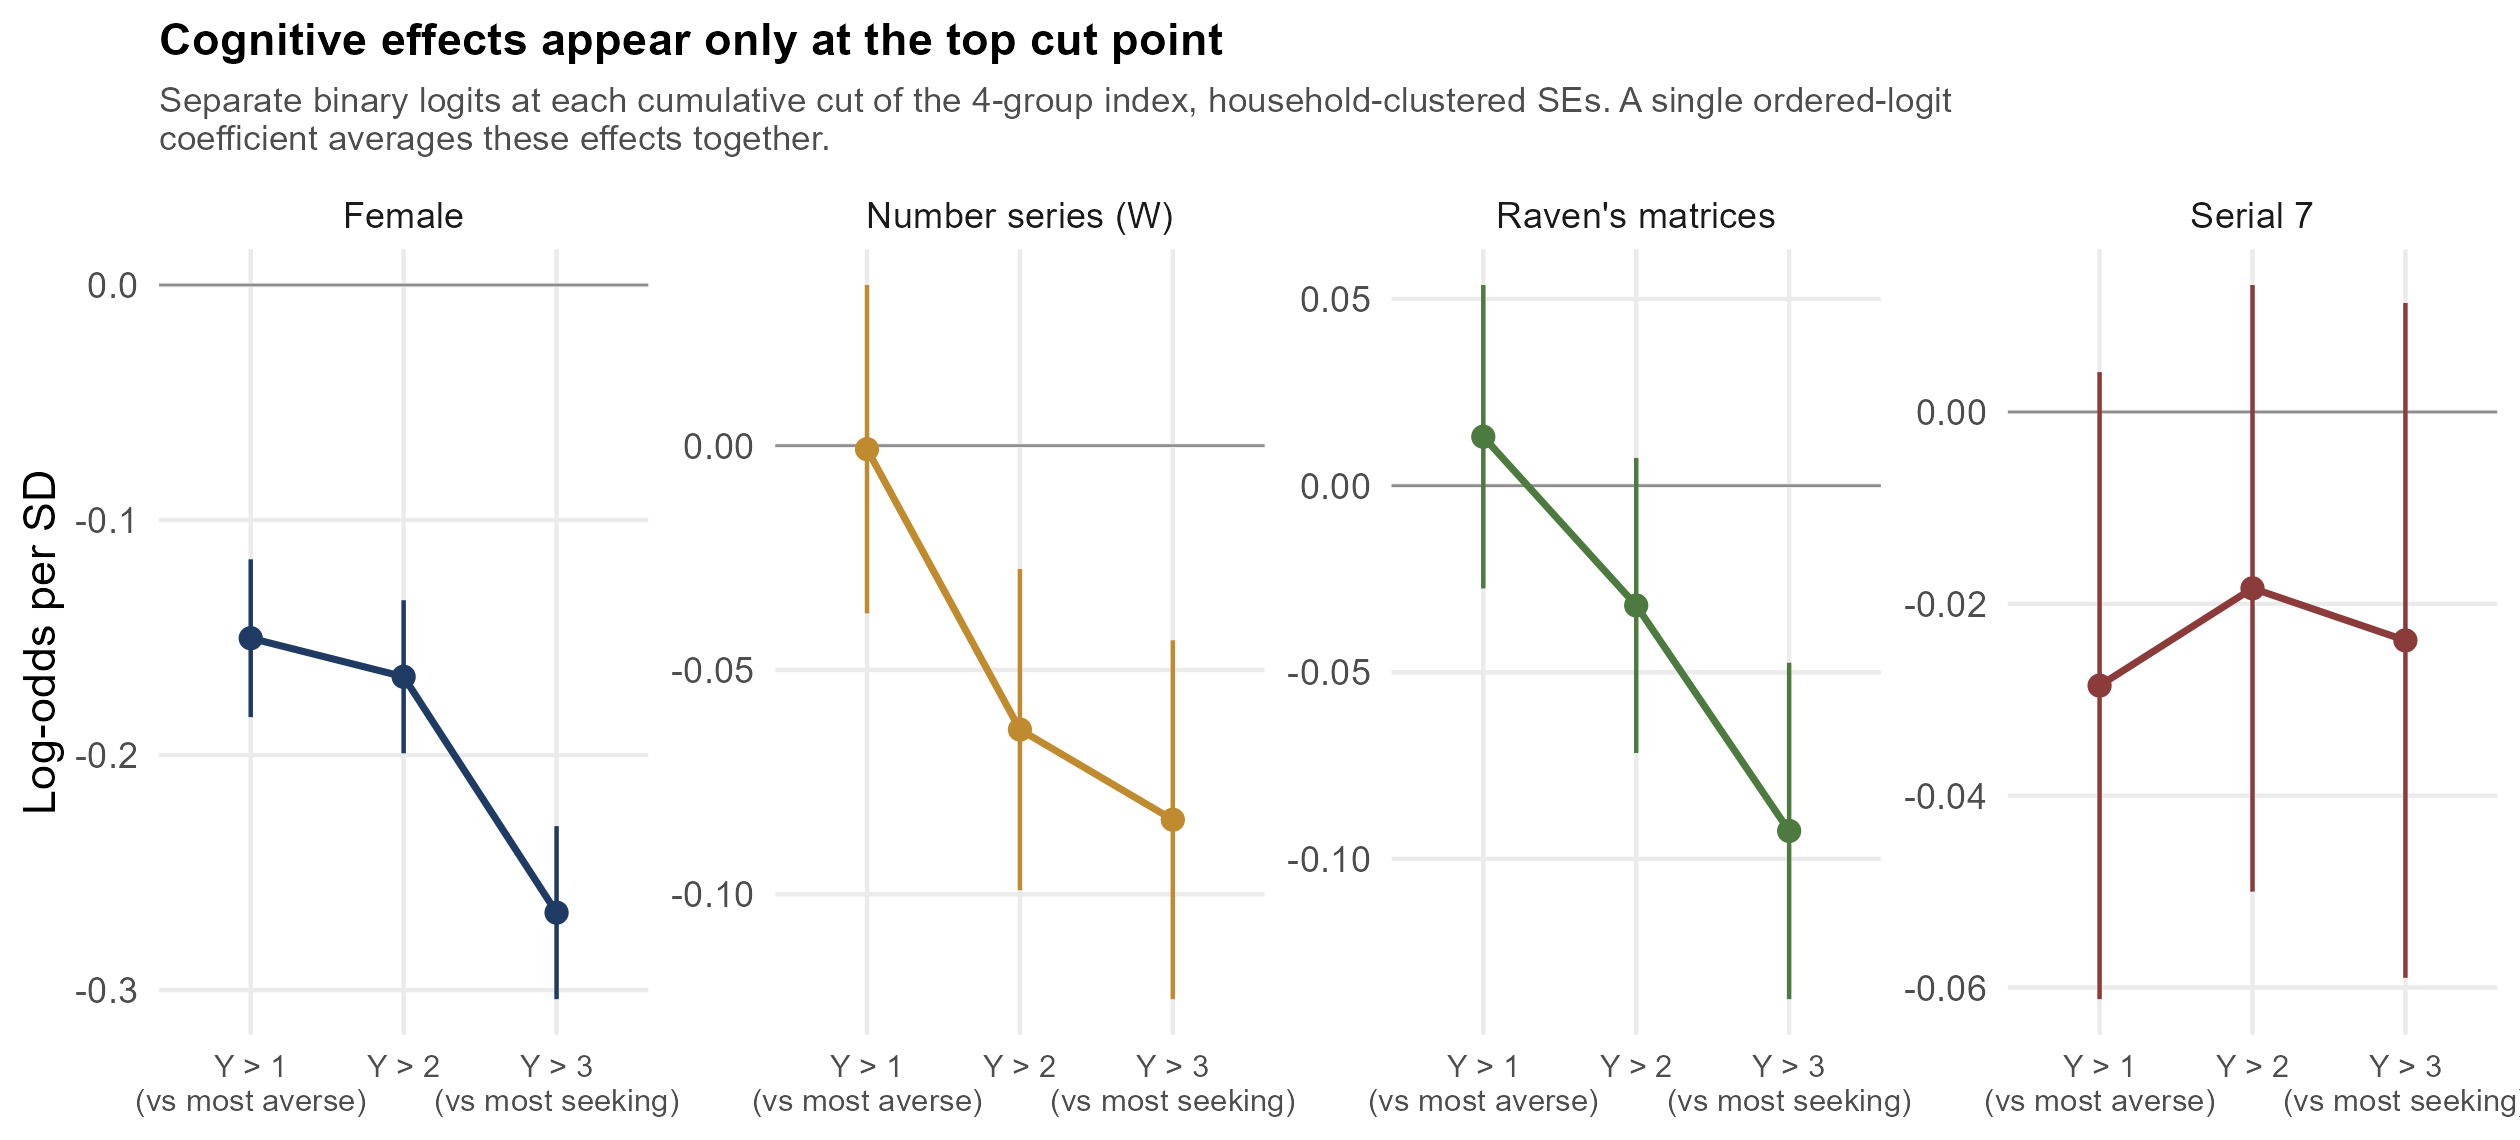 Cognitive effects appear only at the top cut point
Separate binary logits at each cumulative cut of the 4-group index, household-clustered SEs. A single ordered-logit
coefficient averages these effects together.
Female
Number series (W)
Raven's matrices
Serial 7
Log-odds per SD
0.0
-0.1
-0.2
-0.3
0.00
-0.05
-0.10
0.05
0.00
-0.05
-0.10
0.00
-0.02
-0.04
-0.06
Y > 1
(vs most averse)
Y > 2
Y > 3
(vs most seeking)
Y > 1
(vs most averse)
Y > 2
Y > 3
(vs most seeking)
Y > 1
(vs most averse)
Y > 2
Y > 3
(vs most seeking)
Y > 1
(vs most averse)
Y > 2
Y > 3
(vs most seeking)